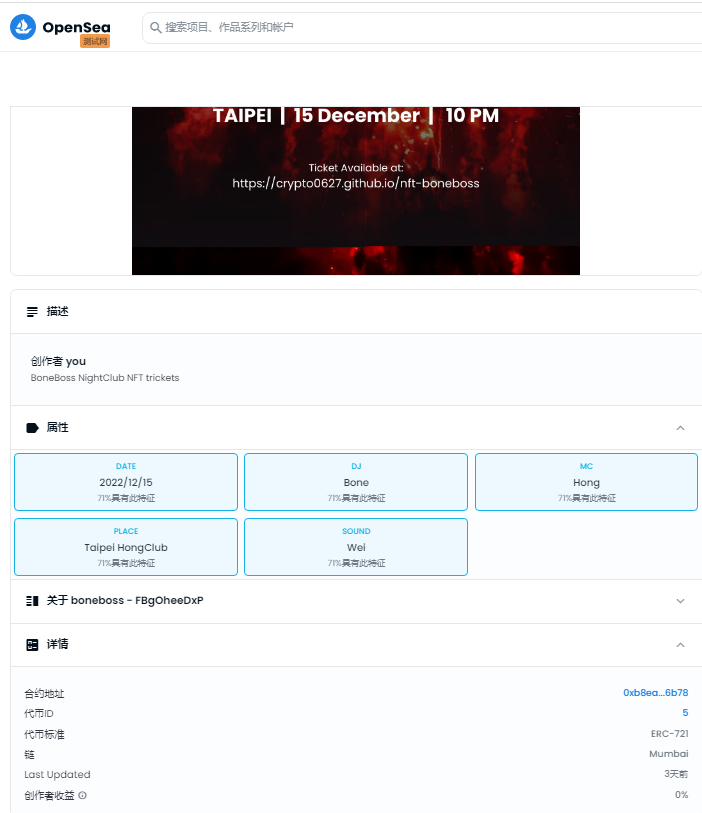 OpenSea
测试网
搜索项目、作品系列和帐户
TAIPEI | 15 December | 10 PM
Ticket Available at:
https://crypto0627.github.io/nft-boneboss
描述
创作者 you
BoneBoss NightClub NFT trickets
属性
DATE
2022/12/15
71%具有此特征
DJ
Bone
71%具有此特征
MC
Hong
71%具有此特征
PLACE
Taipei HongClub
71%具有此特征
SOUND
Wei
71%具有此特征
关于 boneboss - FBgOheeDxP
详情
合约地址 0xb8ea...6b78
代币ID 5
代币标准 ERC-721
链 Mumbai
Last Updated 3天前
创作者收益 0%